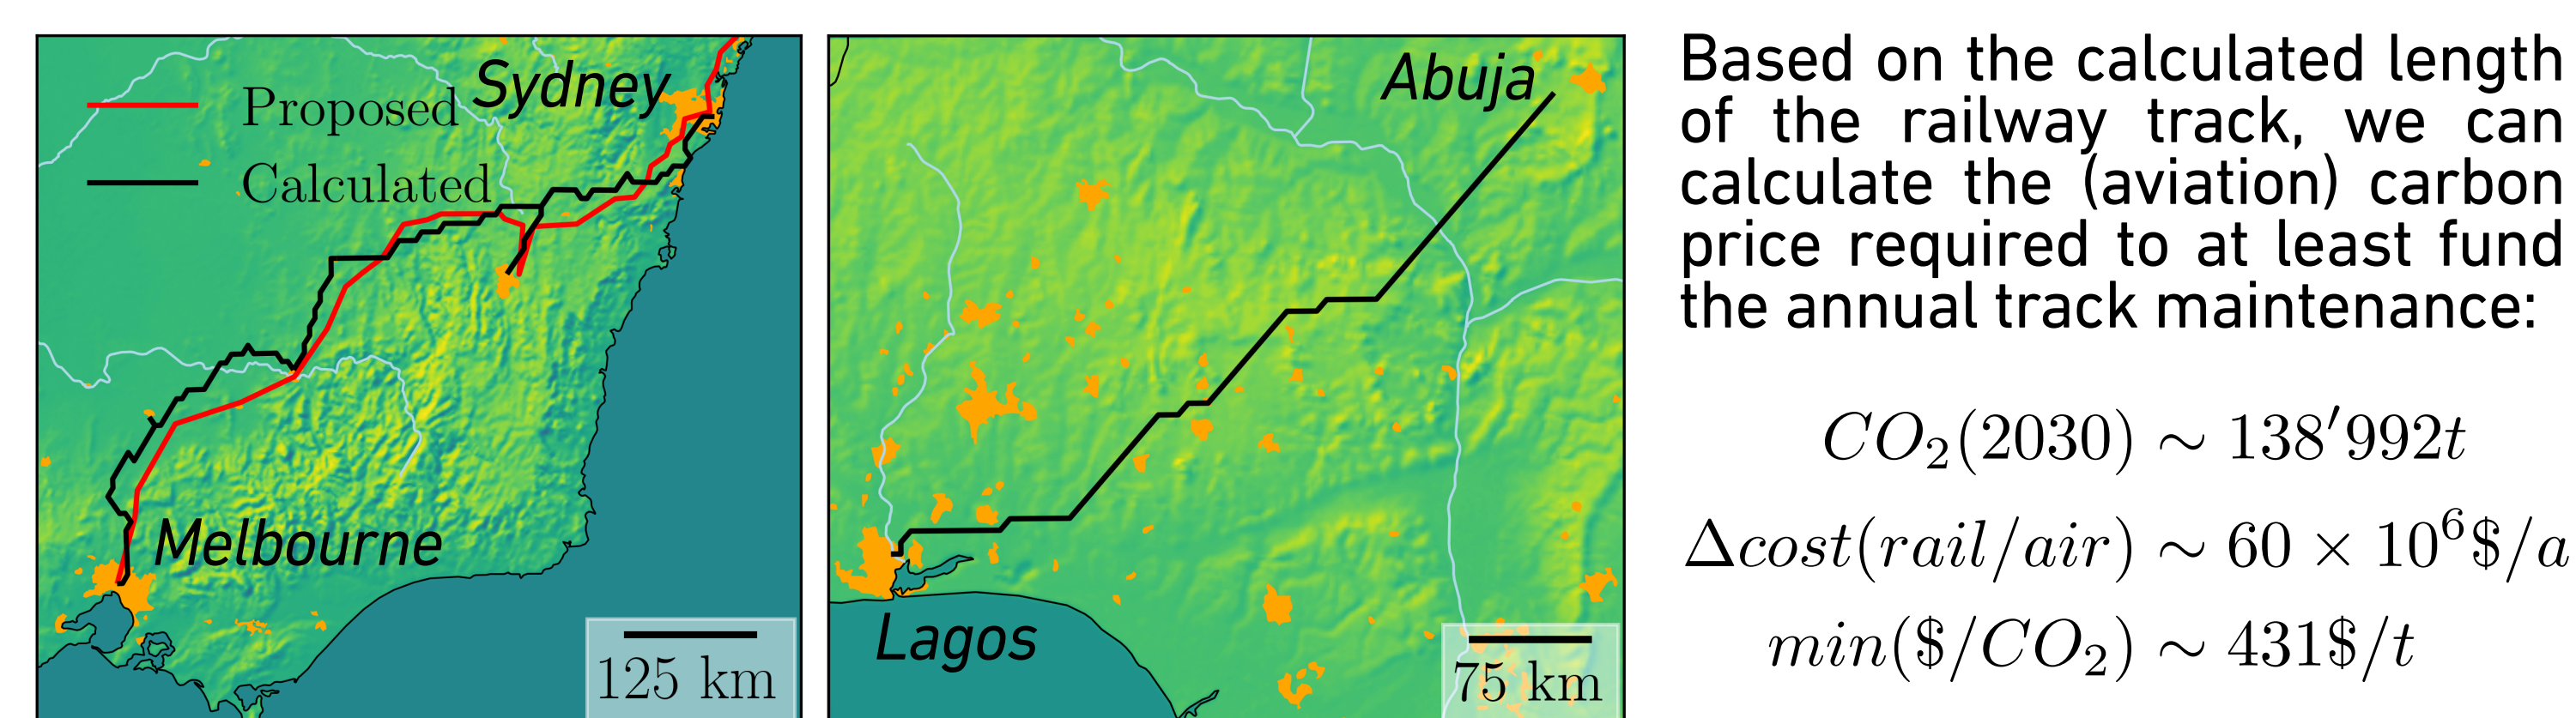 Sydney
Proposed
Calculated
Melbourne
125 km
Abuja
Lagos
75 km
Based on the calculated length
of the railway track, we can
calculate the (aviation) carbon
price required to at least fund
the annual track maintenance:
CO₂(2030) ∼ 138′992t
Δcost(rail/air) ∼ 60 × 10⁶$/a
min($/CO₂) ∼ 431$/t